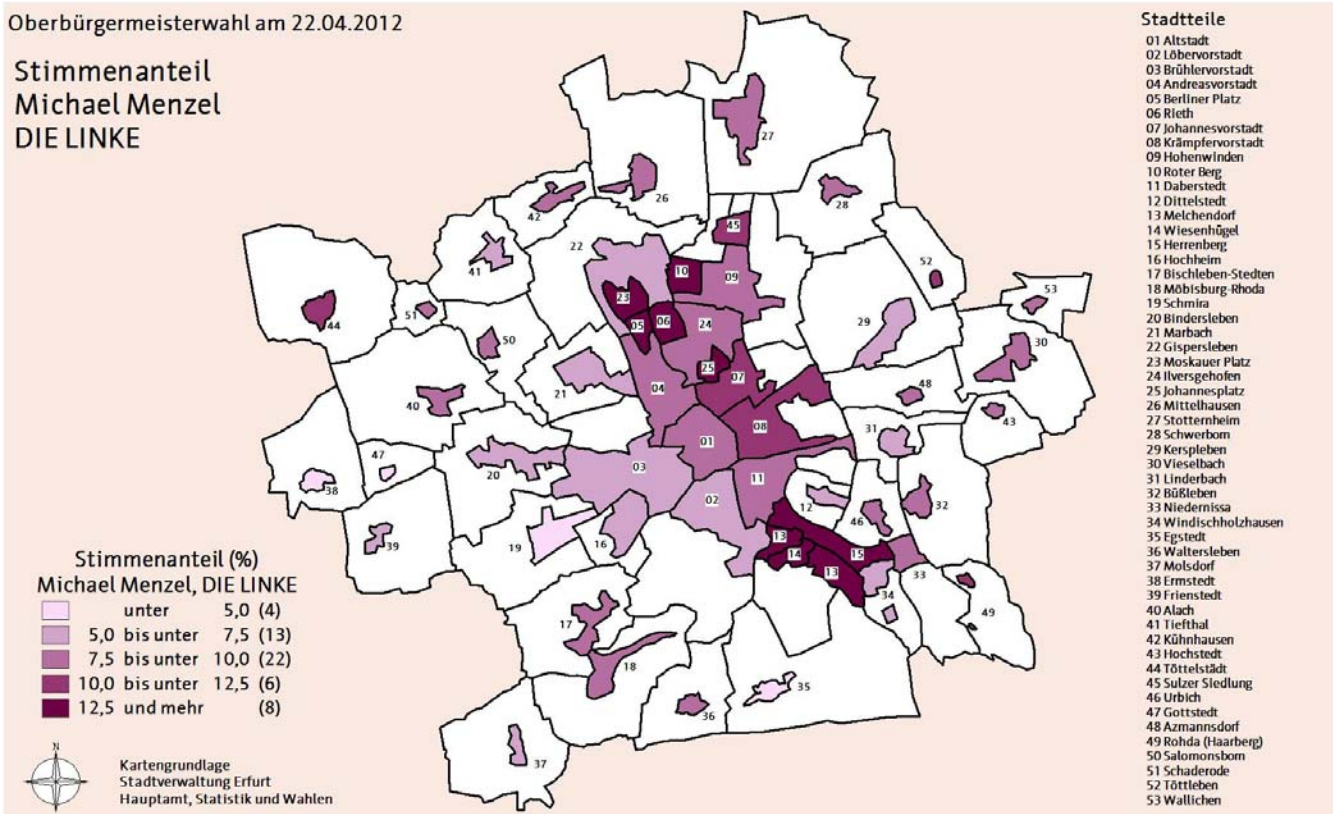 Oberbürgermeisterwahl am 22.04.2012
Stimmenanteil
Michael Menzel
DIE LINKE
Stadtteile
01 Altstadt
02 Löbervorstadt
03 Brühlervorstadt
04 Andreasvorstadt
05 Berliner Platz
06 Rieth
07 Johannesvorstadt
08 Krämpfervorstadt
09 Hohenwinden
10 Roter Berg
11 Daberstedt
12 Dittelstedt
13 Melchendorf
14 Wiesenhügel
15 Herrenberg
16 Hochheim
17 Bischleben-Stedten
18 Möbisburg-Rhoda
19 Schmira
20 Bindersleben
21 Marbach
22 Gispersleben
23 Moskauer Platz
24 Ilversgehofen
25 Johannesplatz
26 Mittelhausen
27 Stotternheim
28 Schwerborn
29 Kerspleben
30 Vieselbach
31 Linderbach
32 Büßleben
33 Niedernissa
34 Windischholzhausen
35 Egstedt
36 Waltersleben
37 Molsdorf
38 Ermstedt
39 Frienstedt
40 Alach
41 Tiefthal
42 Kühnhausen
43 Hochstedt
44 Töttelstädt
45 Sulzer Siedlung
46 Urbich
47 Gottstedt
48 Azmannsdorf
49 Rohda (Haarberg)
50 Salomonsborn
51 Schaderode
52 Töttleben
53 Wallichen
27
26
28
42
45
22
41
52
10
09
53
23
44
51
05
06
24
29
30
50
25
07
21
04
48
40
43
08
01
31
47
03
20
11
38
02
12
32
46
39
19
16
13
15
14
13
33
34
49
17
18
35
36
37
Stimmenanteil (%)
Michael Menzel, DIE LINKE
unter 5,0 (4)
5,0 bis unter 7,5 (13)
7,5 bis unter 10,0 (22)
10,0 bis unter 12,5 (6)
12,5 und mehr (8)
N
Kartengrundlage
Stadtverwaltung Erfurt
Hauptamt, Statistik und Wahlen